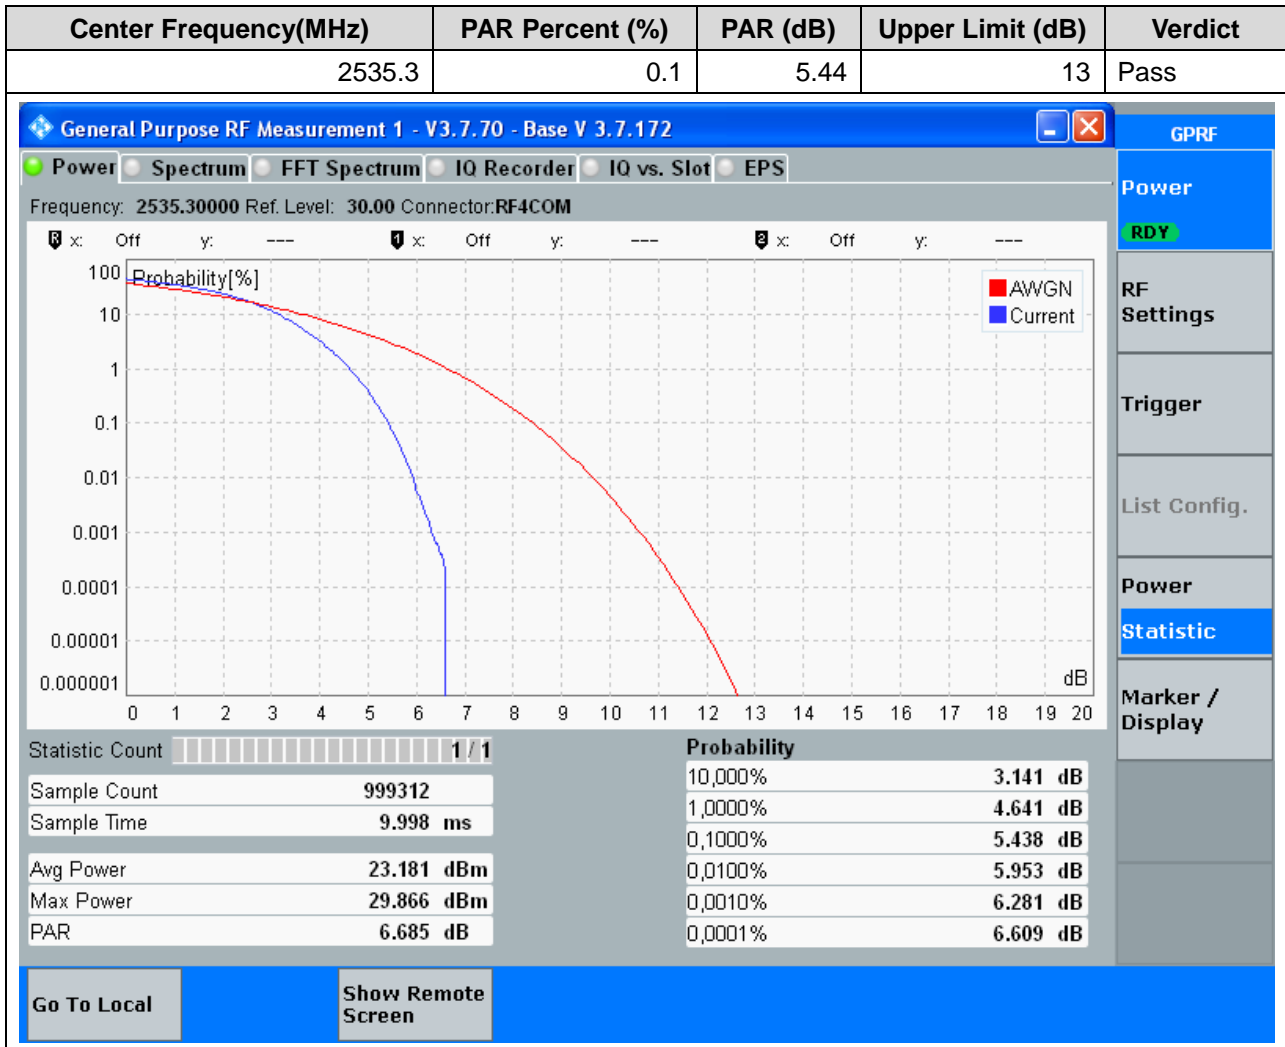 Center Frequency(MHz) PAR Percent (%) PAR (dB) Upper Limit (dB) Verdict
2535.3 0.1 5.44 13 Pass
General Purpose RF Measurement 1 - V3.7.70 - Base V 3.7.172
GPRF
Power Spectrum FFT Spectrum IQ Recorder IQ vs. Slot EPS
Frequency: 2535.30000 Ref. Level: 30.00 Connector:RF4COM
R x: Off y: --- 1 x: Off y: --- 2 x: Off y: ---
Probability[%]
AWGN
Current
100
10
1
0.1
0.01
0.001
0.0001
0.00001
0.000001
dB
0 1 2 3 4 5 6 7 8 9 10 11 12 13 14 15 16 17 18 19 20
Statistic Count 1 / 1
Sample Count 999312
Sample Time 9.998 ms
Avg Power 23.181 dBm
Max Power 29.866 dBm
PAR 6.685 dB
Probability
10,000% 3.141 dB
1,0000% 4.641 dB
0,1000% 5.438 dB
0,0100% 5.953 dB
0,0010% 6.281 dB
0,0001% 6.609 dB
Power
RDY
RF
Settings
Trigger
List Config.
Power
Statistic
Marker /
Display
Go To Local
Show Remote
Screen